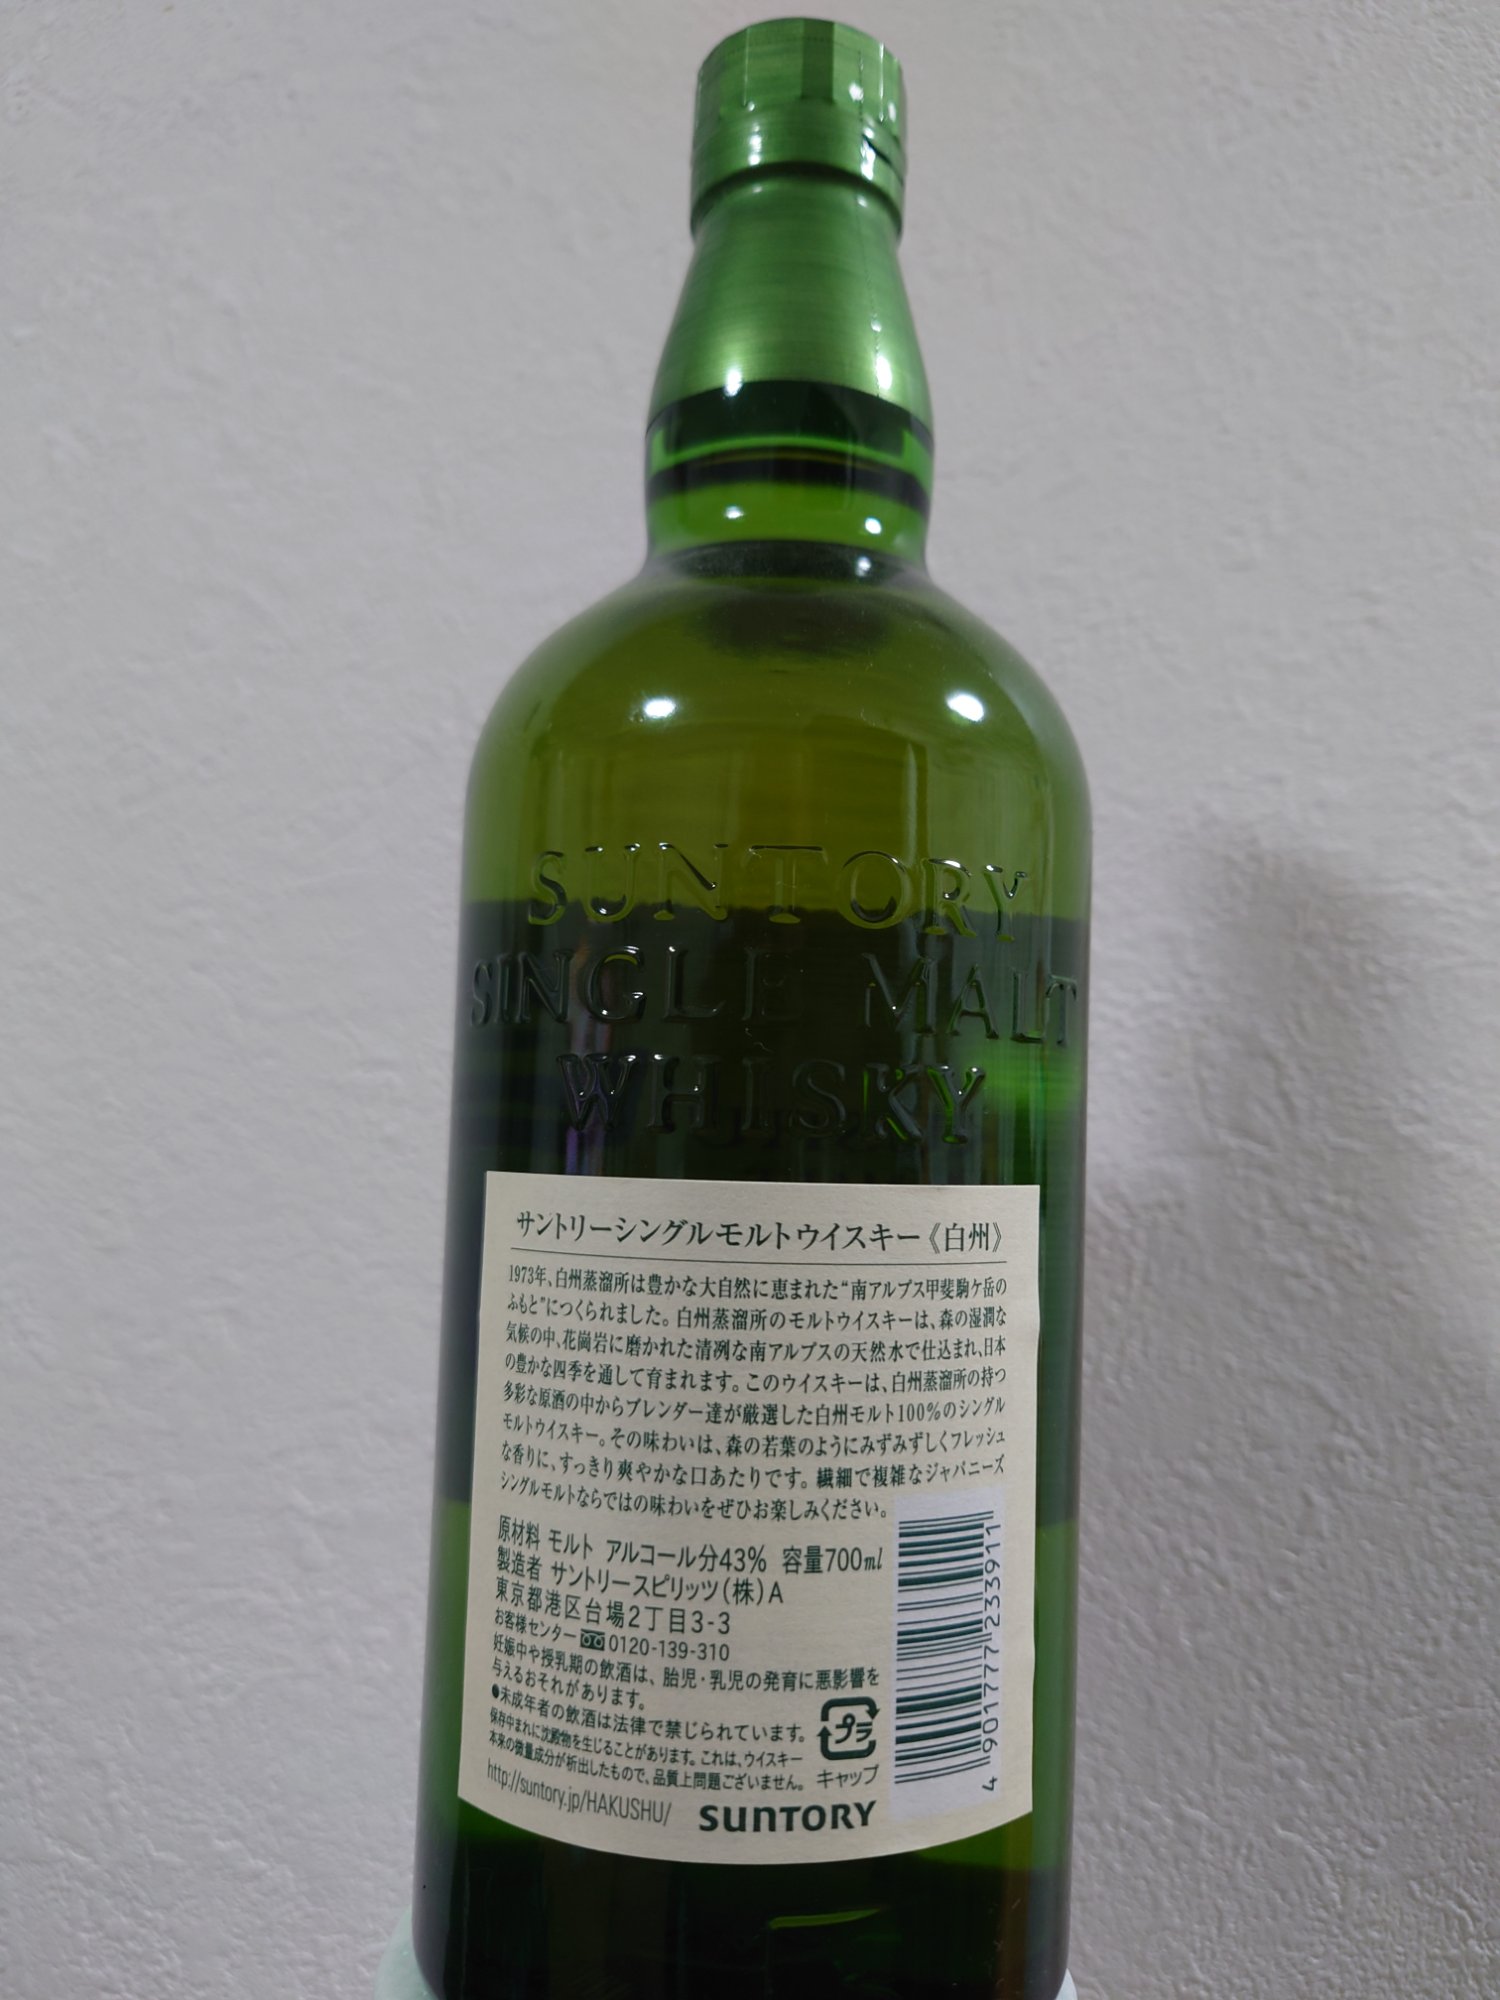 SUNTORY
SINGLE MALT
WHISKY
サントリーシングルモルトウイスキー《白州》
1973年、白州蒸溜所は豊かな大自然に恵まれた“南アルプス甲斐駒ケ岳の
ふもと”につくられました。白州蒸溜所のモルトウイスキーは、森の湿潤な
気候の中、花崗岩に磨かれた清冽な南アルプスの天然水で仕込まれ、日本
の豊かな四季を通して育まれます。このウイスキーは、白州蒸溜所の持つ
多彩な原酒の中からブレンダー達が厳選した白州モルト100%のシングル
モルトウイスキー。その味わいは、森の若葉のようにみずみずしくフレッシュ
な香りに、すっきり爽やかな口あたりです。繊細で複雑なジャパニーズ
シングルモルトならではの味わいをぜひお楽しみください。
原材料 モルト アルコール分43% 容量700ml
製造者 サントリースピリッツ(株)A
東京都港区台場2丁目3-3
お客様センター 0120-139-310
妊娠中や授乳期の飲酒は、胎児・乳児の発育に悪影響を
与えるおそれがあります。
●未成年者の飲酒は法律で禁じられています。
保存中まれに沈殿物を生じることがあります。これは、ウイスキー
本来の微量成分が析出したもので、品質上問題ございません。
プラ
キャップ
http://suntory.jp/HAKUSHU/
SUNTORY
4 901777 233911